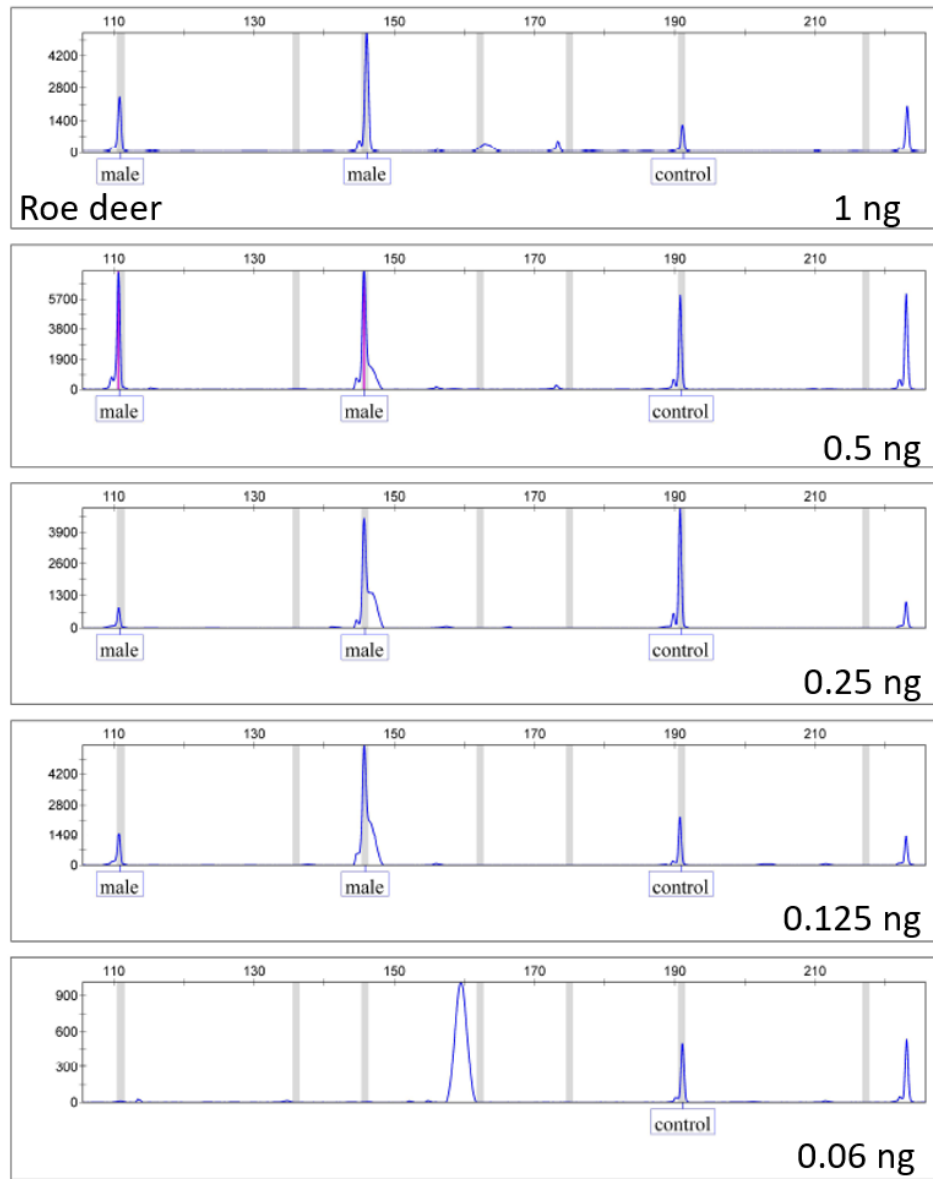 110 130 150 170 190 210
4200
2800
1400
0
male male control
Roe deer 1 ng
110 130 150 170 190 210
5700
3800
1900
0
male male control
0.5 ng
110 130 150 170 190 210
3900
2600
1300
0
male male control
0.25 ng
110 130 150 170 190 210
4200
2800
1400
0
male male control
0.125 ng
110 130 150 170 190 210
900
600
300
0
control
0.06 ng